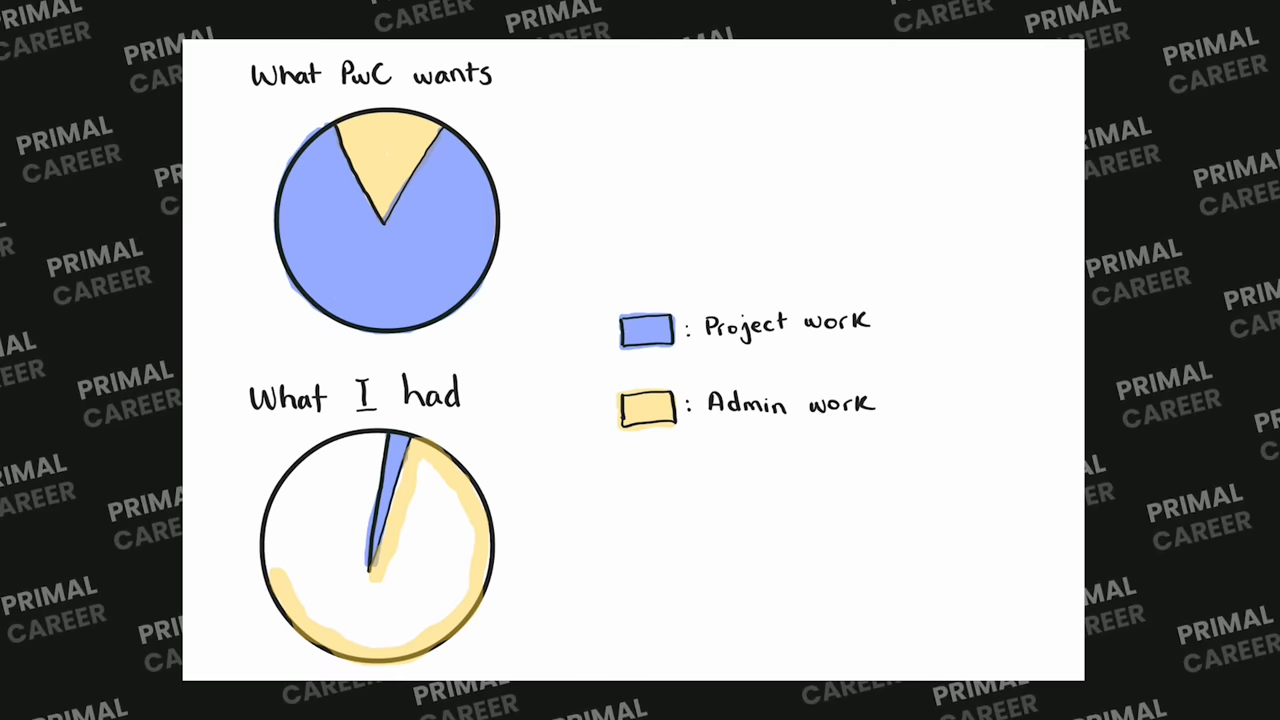 What PwC wants
: Project work
What I had
: Admin work
PRIMAL
CAREER